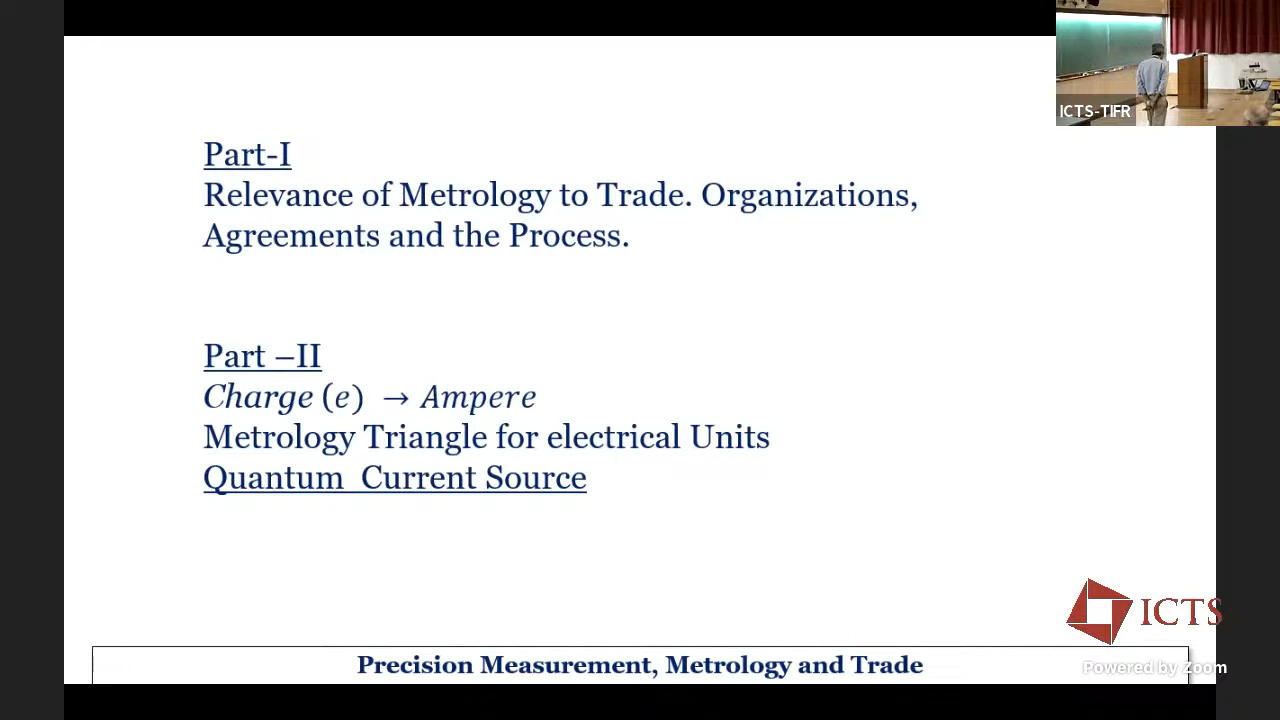 ICTS-TIFR
Part-I
Relevance of Metrology to Trade. Organizations,
Agreements and the Process.
Part –II
Charge (e) → Ampere
Metrology Triangle for electrical Units
Quantum Current Source
ICTS
Precision Measurement, Metrology and Trade
Powered by Zoom